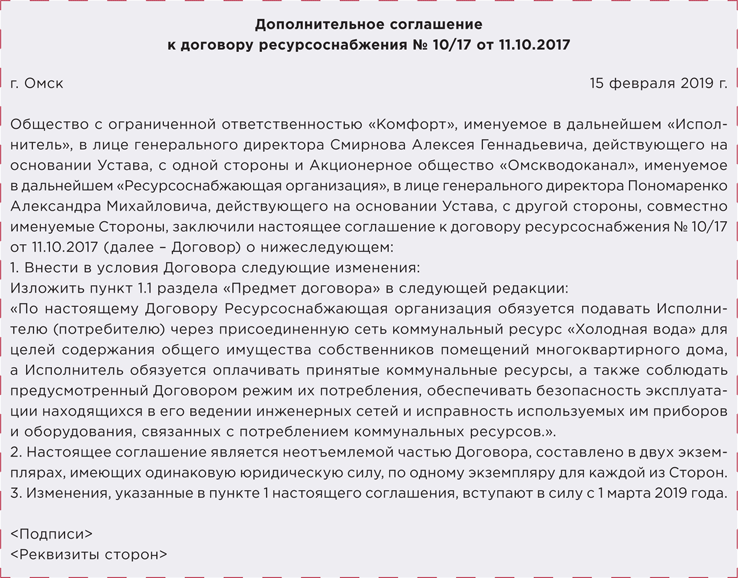 Дополнительное соглашение
к договору ресурсоснабжения № 10/17 от 11.10.2017
г. Омск 15 февраля 2019 г.
Общество с ограниченной ответственностью «Комфорт», именуемое в дальнейшем «Испол-
нитель», в лице генерального директора Смирнова Алексея Геннадьевича, действующего на
основании Устава, с одной стороны и Акционерное общество «Омскводоканал», именуемое
в дальнейшем «Ресурсоснабжающая организация», в лице генерального директора Пономаренко
Александра Михайловича, действующего на основании Устава, с другой стороны, совместно
именуемые Стороны, заключили настоящее соглашение к договору ресурсоснабжения № 10/17
от 11.10.2017 (далее – Договор) о нижеследующем:
1. Внести в условия Договора следующие изменения:
Изложить пункт 1.1 раздела «Предмет договора» в следующей редакции:
«По настоящему Договору Ресурсоснабжающая организация обязуется подавать Исполни-
телю (потребителю) через присоединенную сеть коммунальный ресурс «Холодная вода» для
целей содержания общего имущества собственников помещений многоквартирного дома,
а Исполнитель обязуется оплачивать принятые коммунальные ресурсы, а также соблюдать
предусмотренный Договором режим их потребления, обеспечивать безопасность эксплуата-
ции находящихся в его ведении инженерных сетей и исправность используемых им приборов
и оборудования, связанных с потреблением коммунальных ресурсов.».
2. Настоящее соглашение является неотъемлемой частью Договора, составлено в двух экзем-
плярах, имеющих одинаковую юридическую силу, по одному экземпляру для каждой из Сторон.
3. Изменения, указанные в пункте 1 настоящего соглашения, вступают в силу с 1 марта 2019 года.
<Подписи>
<Реквизиты сторон>